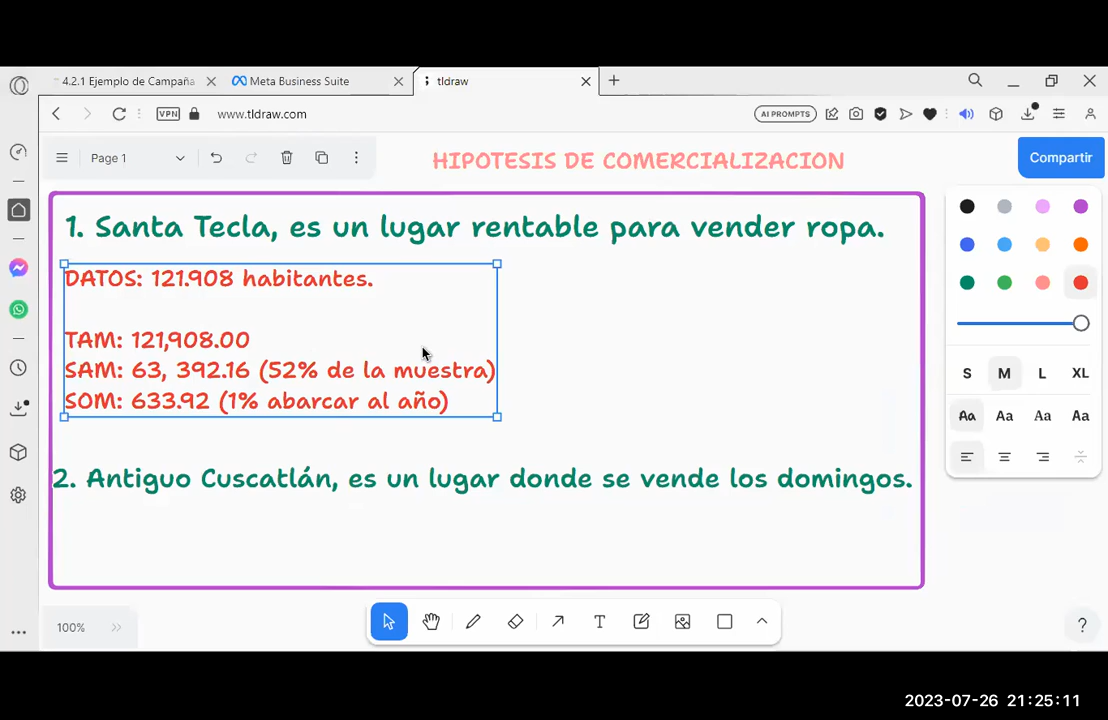 4.2.1 Ejemplo de Campaña
Meta Business Suite
tldraw
VPN
www.tldraw.com
AI PROMPTS
Page 1
HIPOTESIS DE COMERCIALIZACION
Compartir
1. Santa Tecla, es un lugar rentable para vender ropa.
DATOS: 121.908 habitantes.
TAM: 121,908.00
SAM: 63, 392.16 (52% de la muestra)
SOM: 633.92 (1% abarcar al año)
2. Antiguo Cuscatlán, es un lugar donde se vende los domingos.
S M L XL
Aa Aa Aa Aa
100%
2023-07-26 21:25:11